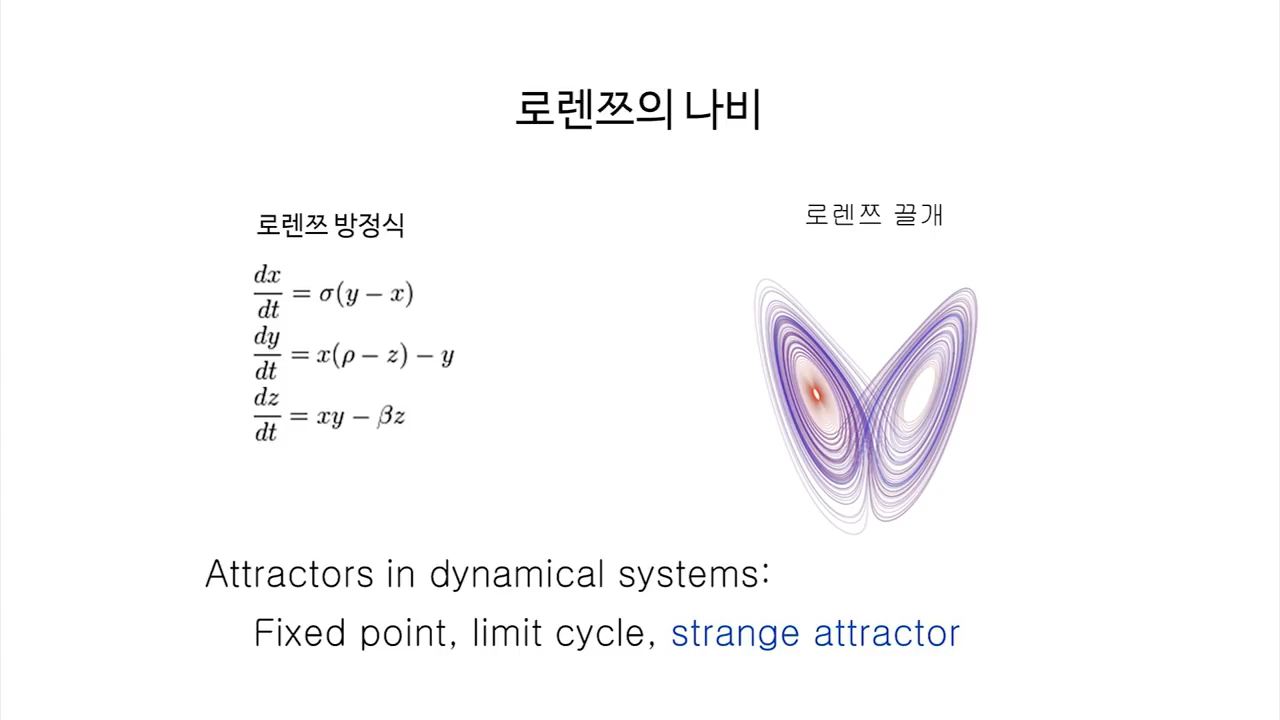 로렌쯔의 나비
로렌쯔 방정식
dx/dt = σ(y − x)
dy/dt = x(ρ − z) − y
dz/dt = xy − βz
로렌쯔 끌개
Attractors in dynamical systems:
Fixed point, limit cycle, strange attractor